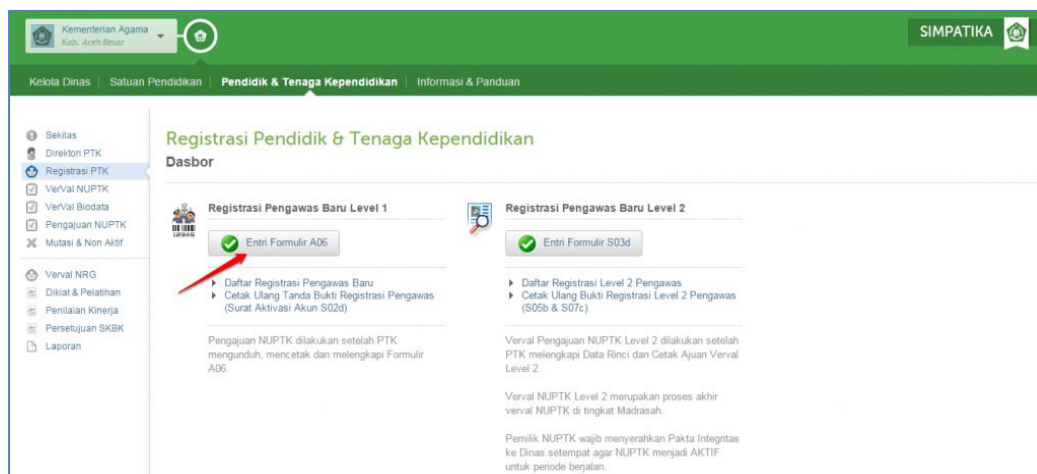 Kementerian Agama
Kab. Aceh Besar
SIMPATIKA
Kelola Dinas
Satuan Pendidikan
Pendidik & Tenaga Kependidikan
Informasi & Panduan
Sekilas
Direktori PTK
Registrasi PTK
VerVal NUPTK
VerVal Biodata
Pengajuan NUPTK
Mutasi & Non Aktif
Verval NRG
Diklat & Pelatihan
Penilaian Kinerja
Persetujuan SKBK
Laporan
Registrasi Pendidik & Tenaga Kependidikan
Dasbor
Registrasi Pengawas Baru Level 1
Entri Formulir A06
Daftar Registrasi Pengawas Baru
Cetak Ulang Tanda Bukti Registrasi Pengawas
(Surat Aktivasi Akun S02d)
Pengajuan NUPTK dilakukan setelah PTK
mengunduh, mencetak dan melengkapi Formulir
A06.
Registrasi Pengawas Baru Level 2
Entri Formulir S03d
Daftar Registrasi Level 2 Pengawas
Cetak Ulang Bukti Registrasi Level 2 Pengawas
(S05b & S07c)
Verval Pengajuan NUPTK Level 2 dilakukan setelah
PTK melengkapi Data Rinci dan Cetak Ajuan Verval
Level 2.
Verval NUPTK Level 2 merupakan proses akhir
verval NUPTK di tingkat Madrasah.
Pemilik NUPTK wajib menyerahkan Pakta Integritas
ke Dinas setempat agar NUPTK menjadi AKTIF
untuk periode berjalan.